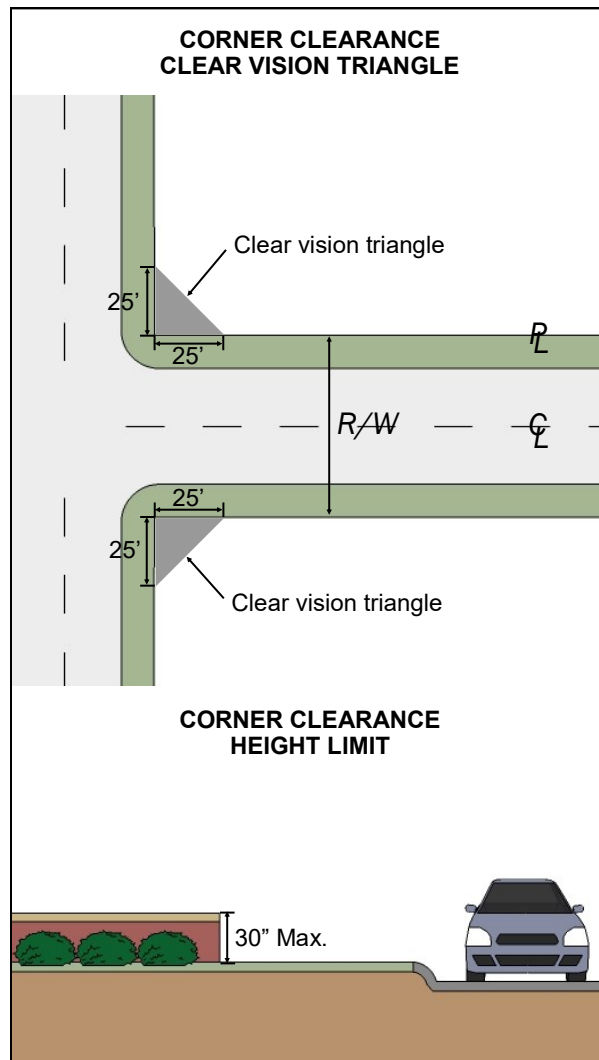 CORNER CLEARANCE
CLEAR VISION TRIANGLE
Clear vision triangle
25’
25’
PL
R/W
CL
25’
25’
Clear vision triangle
CORNER CLEARANCE
HEIGHT LIMIT
30” Max.